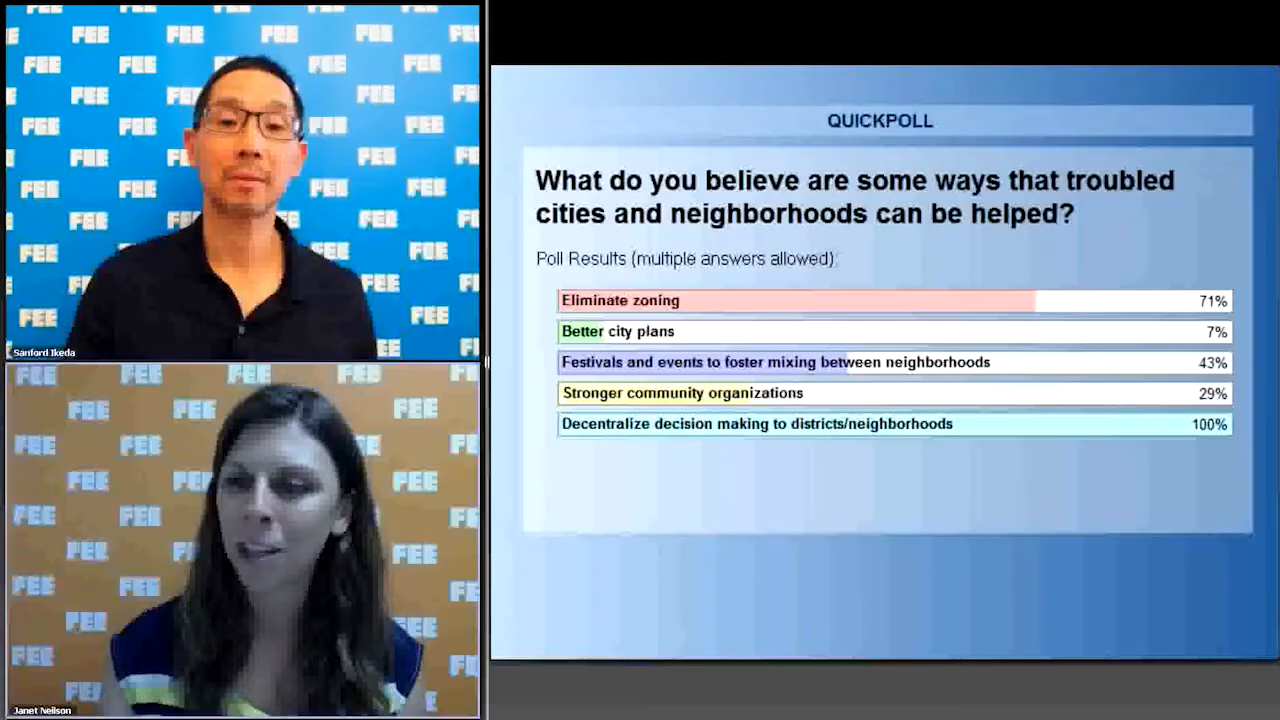 FEE
Sanford Ikeda
FEE
Janet Neilson
QUICKPOLL
What do you believe are some ways that troubled
cities and neighborhoods can be helped?
Poll Results (multiple answers allowed):
Eliminate zoning 71%
Better city plans 7%
Festivals and events to foster mixing between neighborhoods 43%
Stronger community organizations 29%
Decentralize decision making to districts/neighborhoods 100%